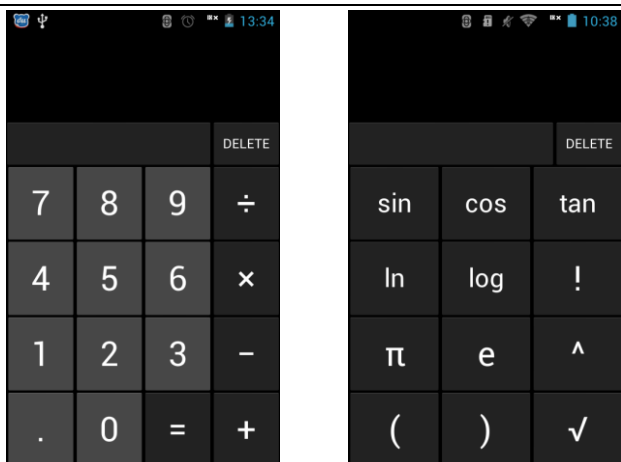 13:34
DELETE
7 8 9 ÷
4 5 6 ×
1 2 3 −
. 0 = +
10:38
DELETE
sin cos tan
ln log !
π e ^
( ) √